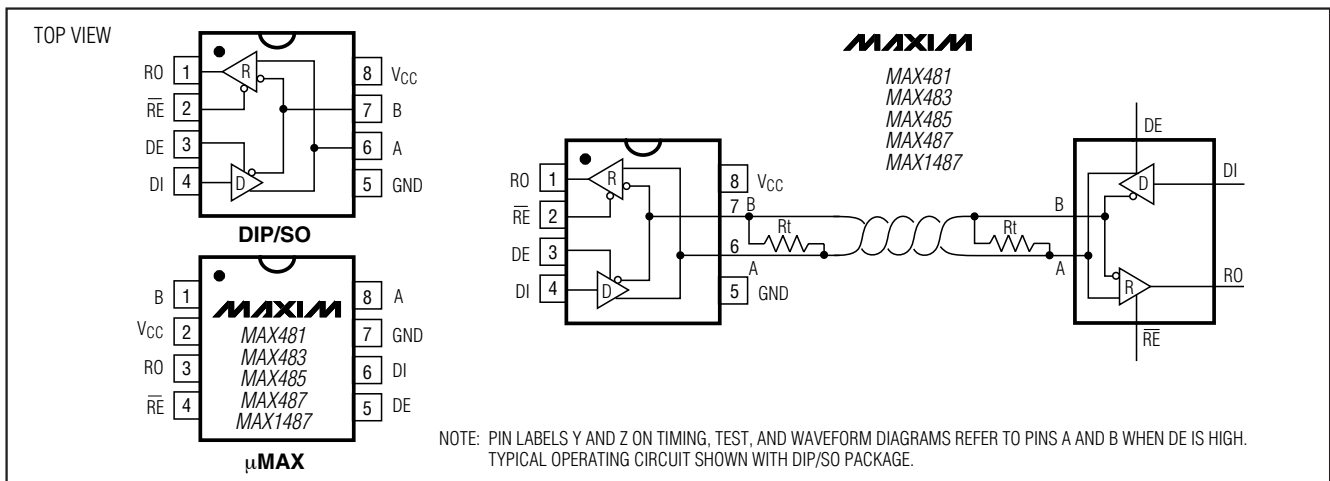 TOP VIEW
RO 1
R
8 VCC
R̅E̅ 2
7 B
DE 3
6 A
DI 4
D
5 GND
DIP/SO
B 1
MAXIM
8 A
VCC 2
MAX481
7 GND
RO 3
MAX483
MAX485
6 DI
R̅E̅ 4
MAX487
5 DE
MAX1487
µMAX
MAXIM
MAX481
MAX483
MAX485
MAX487
MAX1487
RO 1
R
8 VCC
R̅E̅ 2
7 B
Rt
DE 3
6
A
DI 4
D
5 GND
DE
D
DI
B
Rt
A
R
RO
R̅E̅
NOTE: PIN LABELS Y AND Z ON TIMING, TEST, AND WAVEFORM DIAGRAMS REFER TO PINS A AND B WHEN DE IS HIGH.
TYPICAL OPERATING CIRCUIT SHOWN WITH DIP/SO PACKAGE.